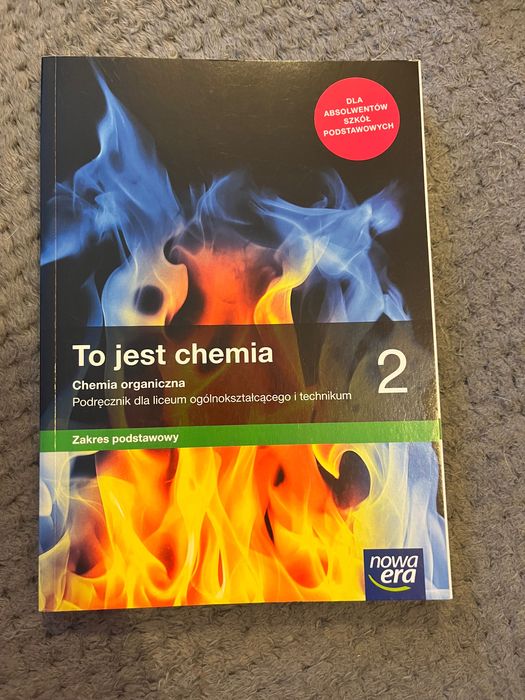 DLA
ABSOLWENTÓW
SZKÓŁ
PODSTAWOWYCH
To jest chemia
2
Chemia organiczna
Podręcznik dla liceum ogólnokształcącego i technikum
Zakres podstawowy
nowa
era